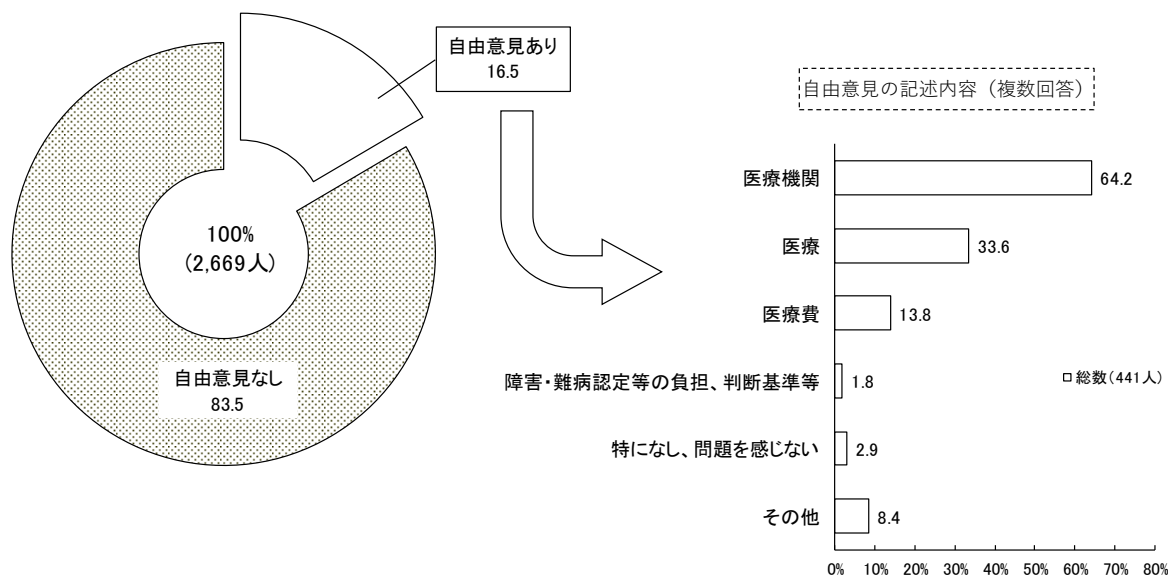 自由意見あり
16.5
100%
(2,669人)
自由意見なし
83.5
自由意見の記述内容（複数回答）
医療機関
64.2
医療
33.6
医療費
13.8
障害・難病認定等の負担、判断基準等
1.8
総数(441人)
特になし、問題を感じない
2.9
その他
8.4
0% 10% 20% 30% 40% 50% 60% 70% 80%